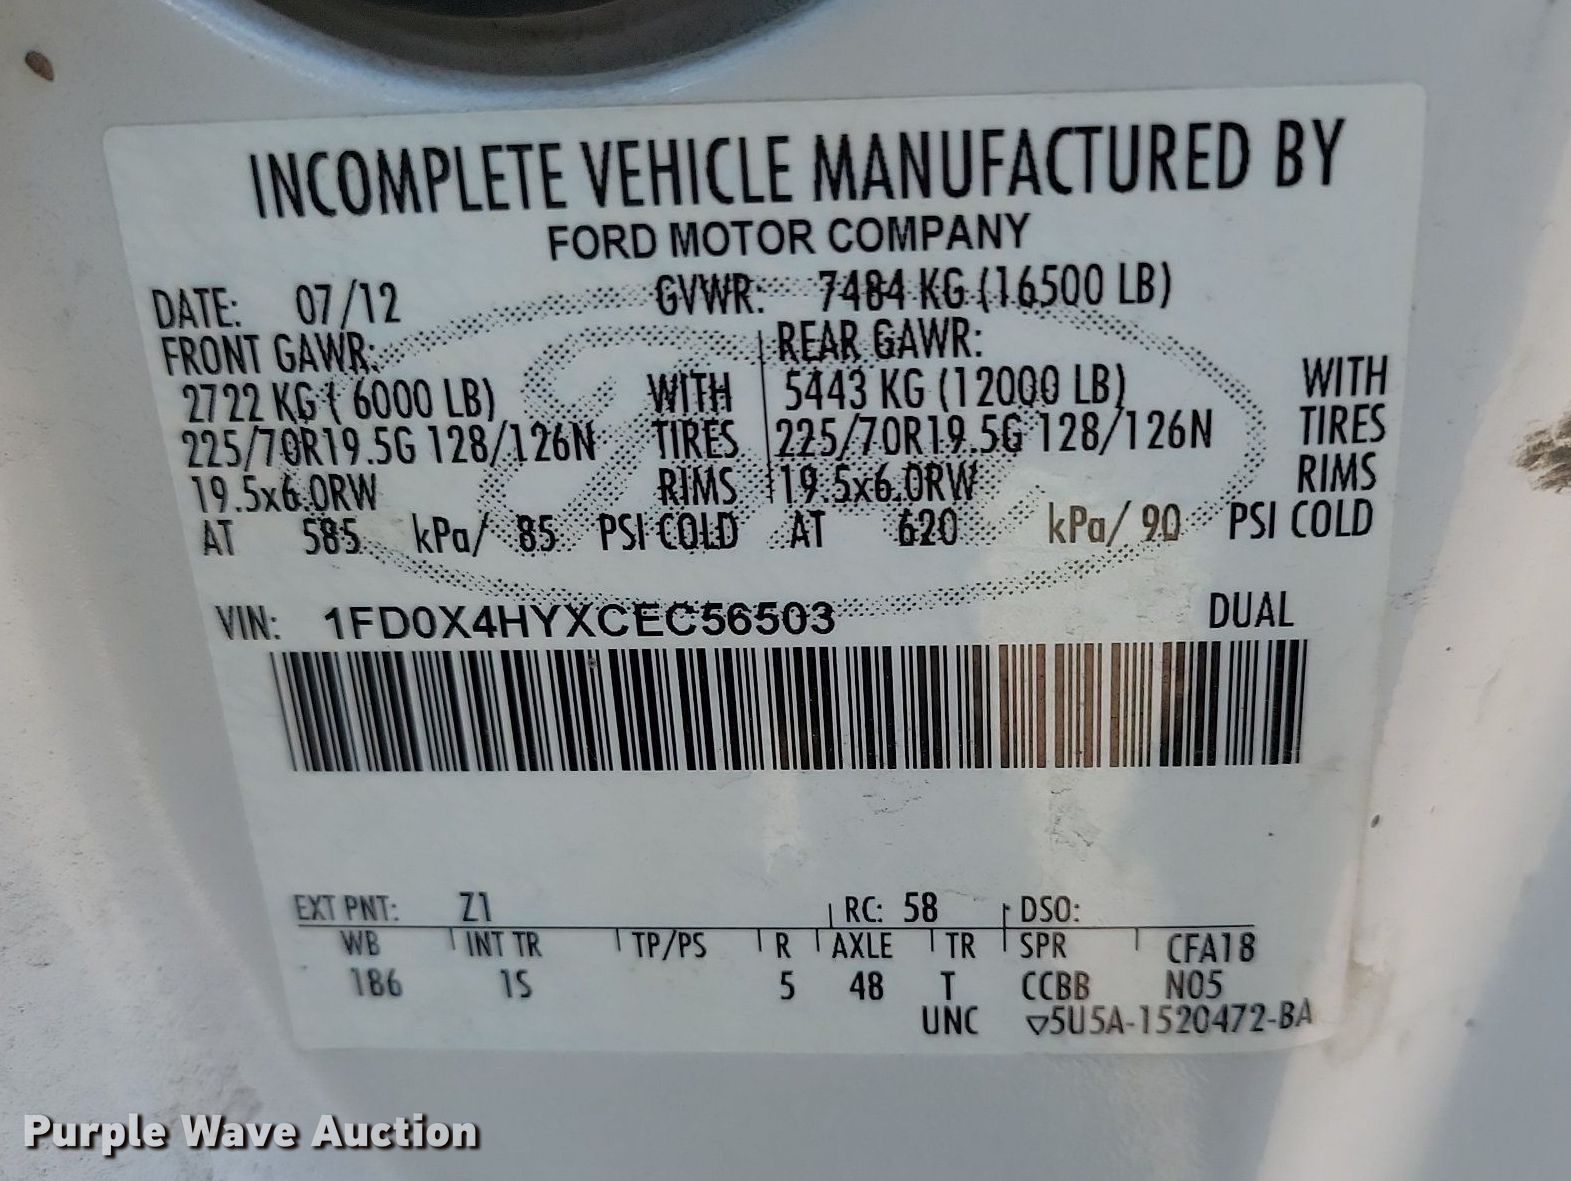 INCOMPLETE VEHICLE MANUFACTURED BY
FORD MOTOR COMPANY
DATE: 07/12 GVWR: 7484 KG (16500 LB)
FRONT GAWR: REAR GAWR:
2722 KG ( 6000 LB) WITH 5443 KG (12000 LB) WITH
225/70R19.5G 128/126N TIRES 225/70R19.5G 128/126N TIRES
19.5x6.0RW RIMS 19.5x6.0RW RIMS
AT 585 kPa/ 85 PSI COLD AT 620 kPa/ 90 PSI COLD
VIN: 1FD0X4HYXCEC56503 DUAL
EXT PNT: Z1 RC: 58 DSO:
WB INT TR TP/PS R AXLE TR SPR CFA18
186 1S 5 48 T CCBB N05
UNC ▽5U5A-1520472-BA
Purple Wave Auction